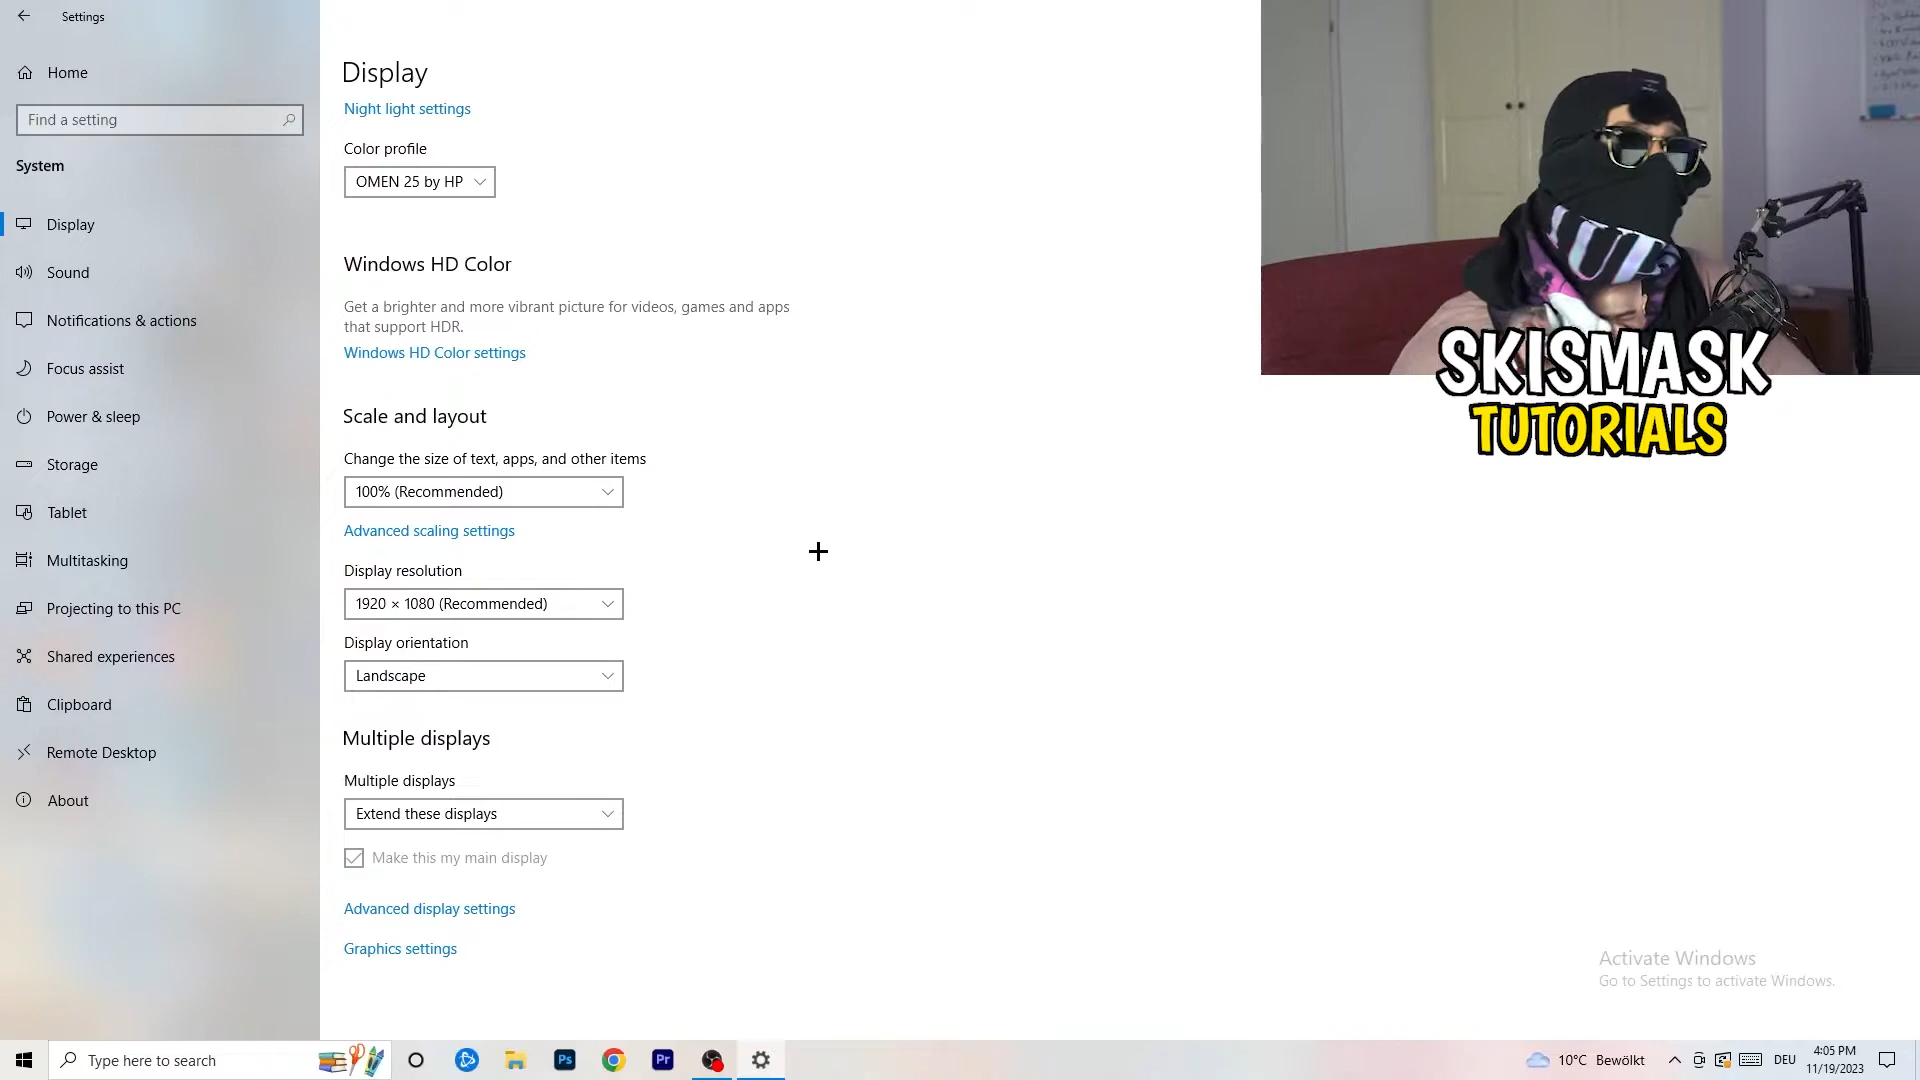 Settings
Home
Find a setting
System
Display
Sound
Notifications & actions
Focus assist
Power & sleep
Storage
Tablet
Multitasking
Projecting to this PC
Shared experiences
Clipboard
Remote Desktop
About
Display
Night light settings
Color profile
OMEN 25 by HP
Windows HD Color
Get a brighter and more vibrant picture for videos, games and apps
that support HDR.
Windows HD Color settings
Scale and layout
Change the size of text, apps, and other items
100% (Recommended)
Advanced scaling settings
Display resolution
1920 × 1080 (Recommended)
Display orientation
Landscape
Multiple displays
Multiple displays
Extend these displays
Make this my main display
Advanced display settings
Graphics settings
SKISMASK
TUTORIALS
Activate Windows
Go to Settings to activate Windows.
Type here to search
Ps
Pr
10°C Bewölkt
DEU
4:05 PM
11/19/2023